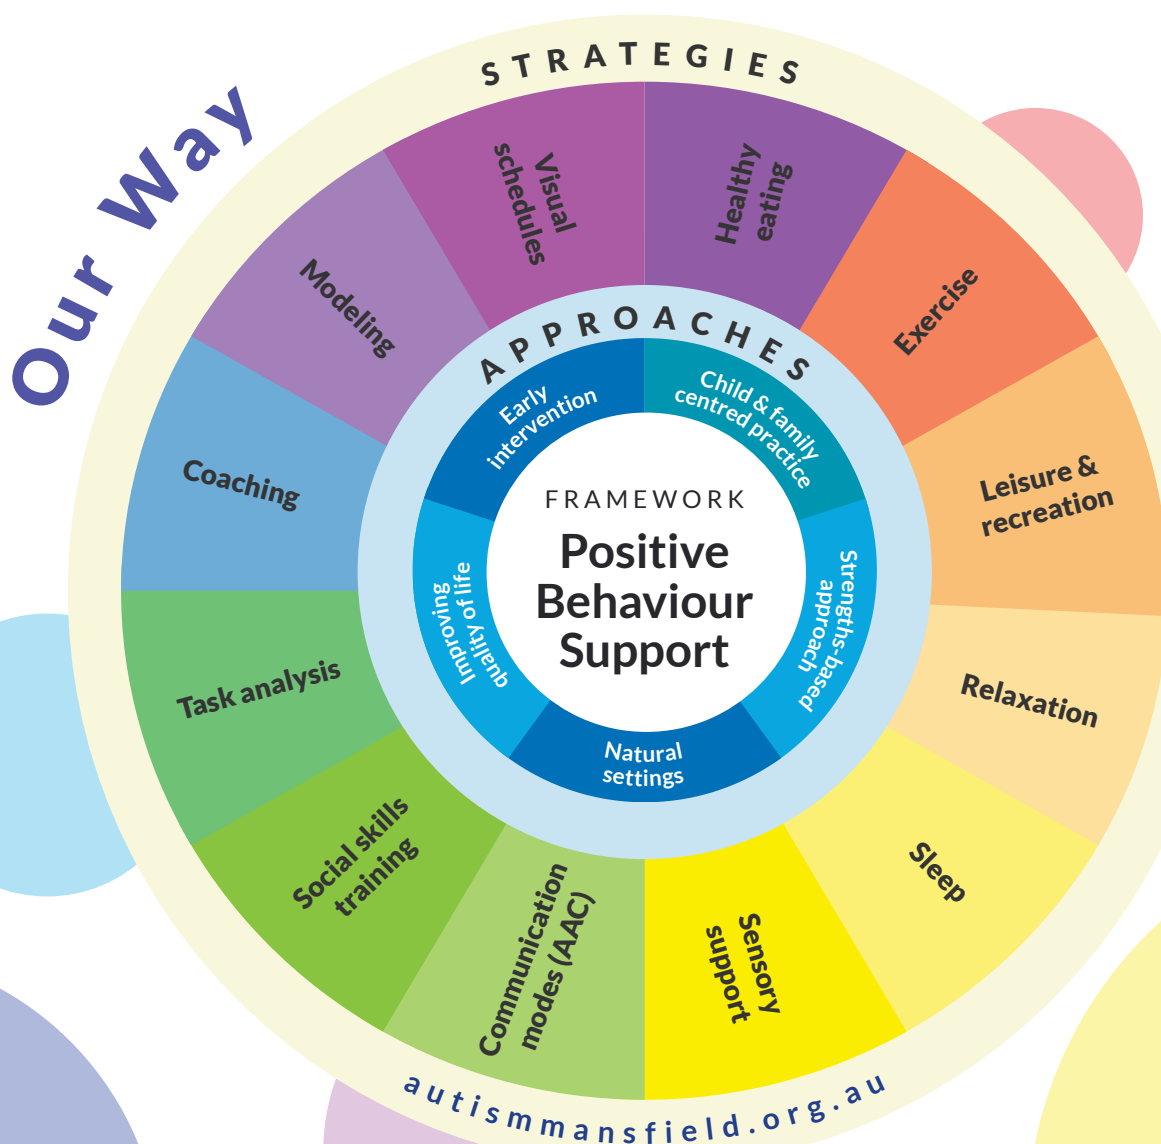 Our Way
STRATEGIES
Healthy
eating
Exercise
Leisure &
recreation
Relaxation
Sleep
Sensory
support
Communication
modes (AAC)
Social skills
training
Task analysis
Coaching
Modeling
Visual
schedules
APPROACHES
Child & family
centred practice
Strengths-based
approach
Natural
settings
Improving
quality of life
Early
intervention
FRAMEWORK
Positive
Behaviour
Support
autismmansfield.org.au